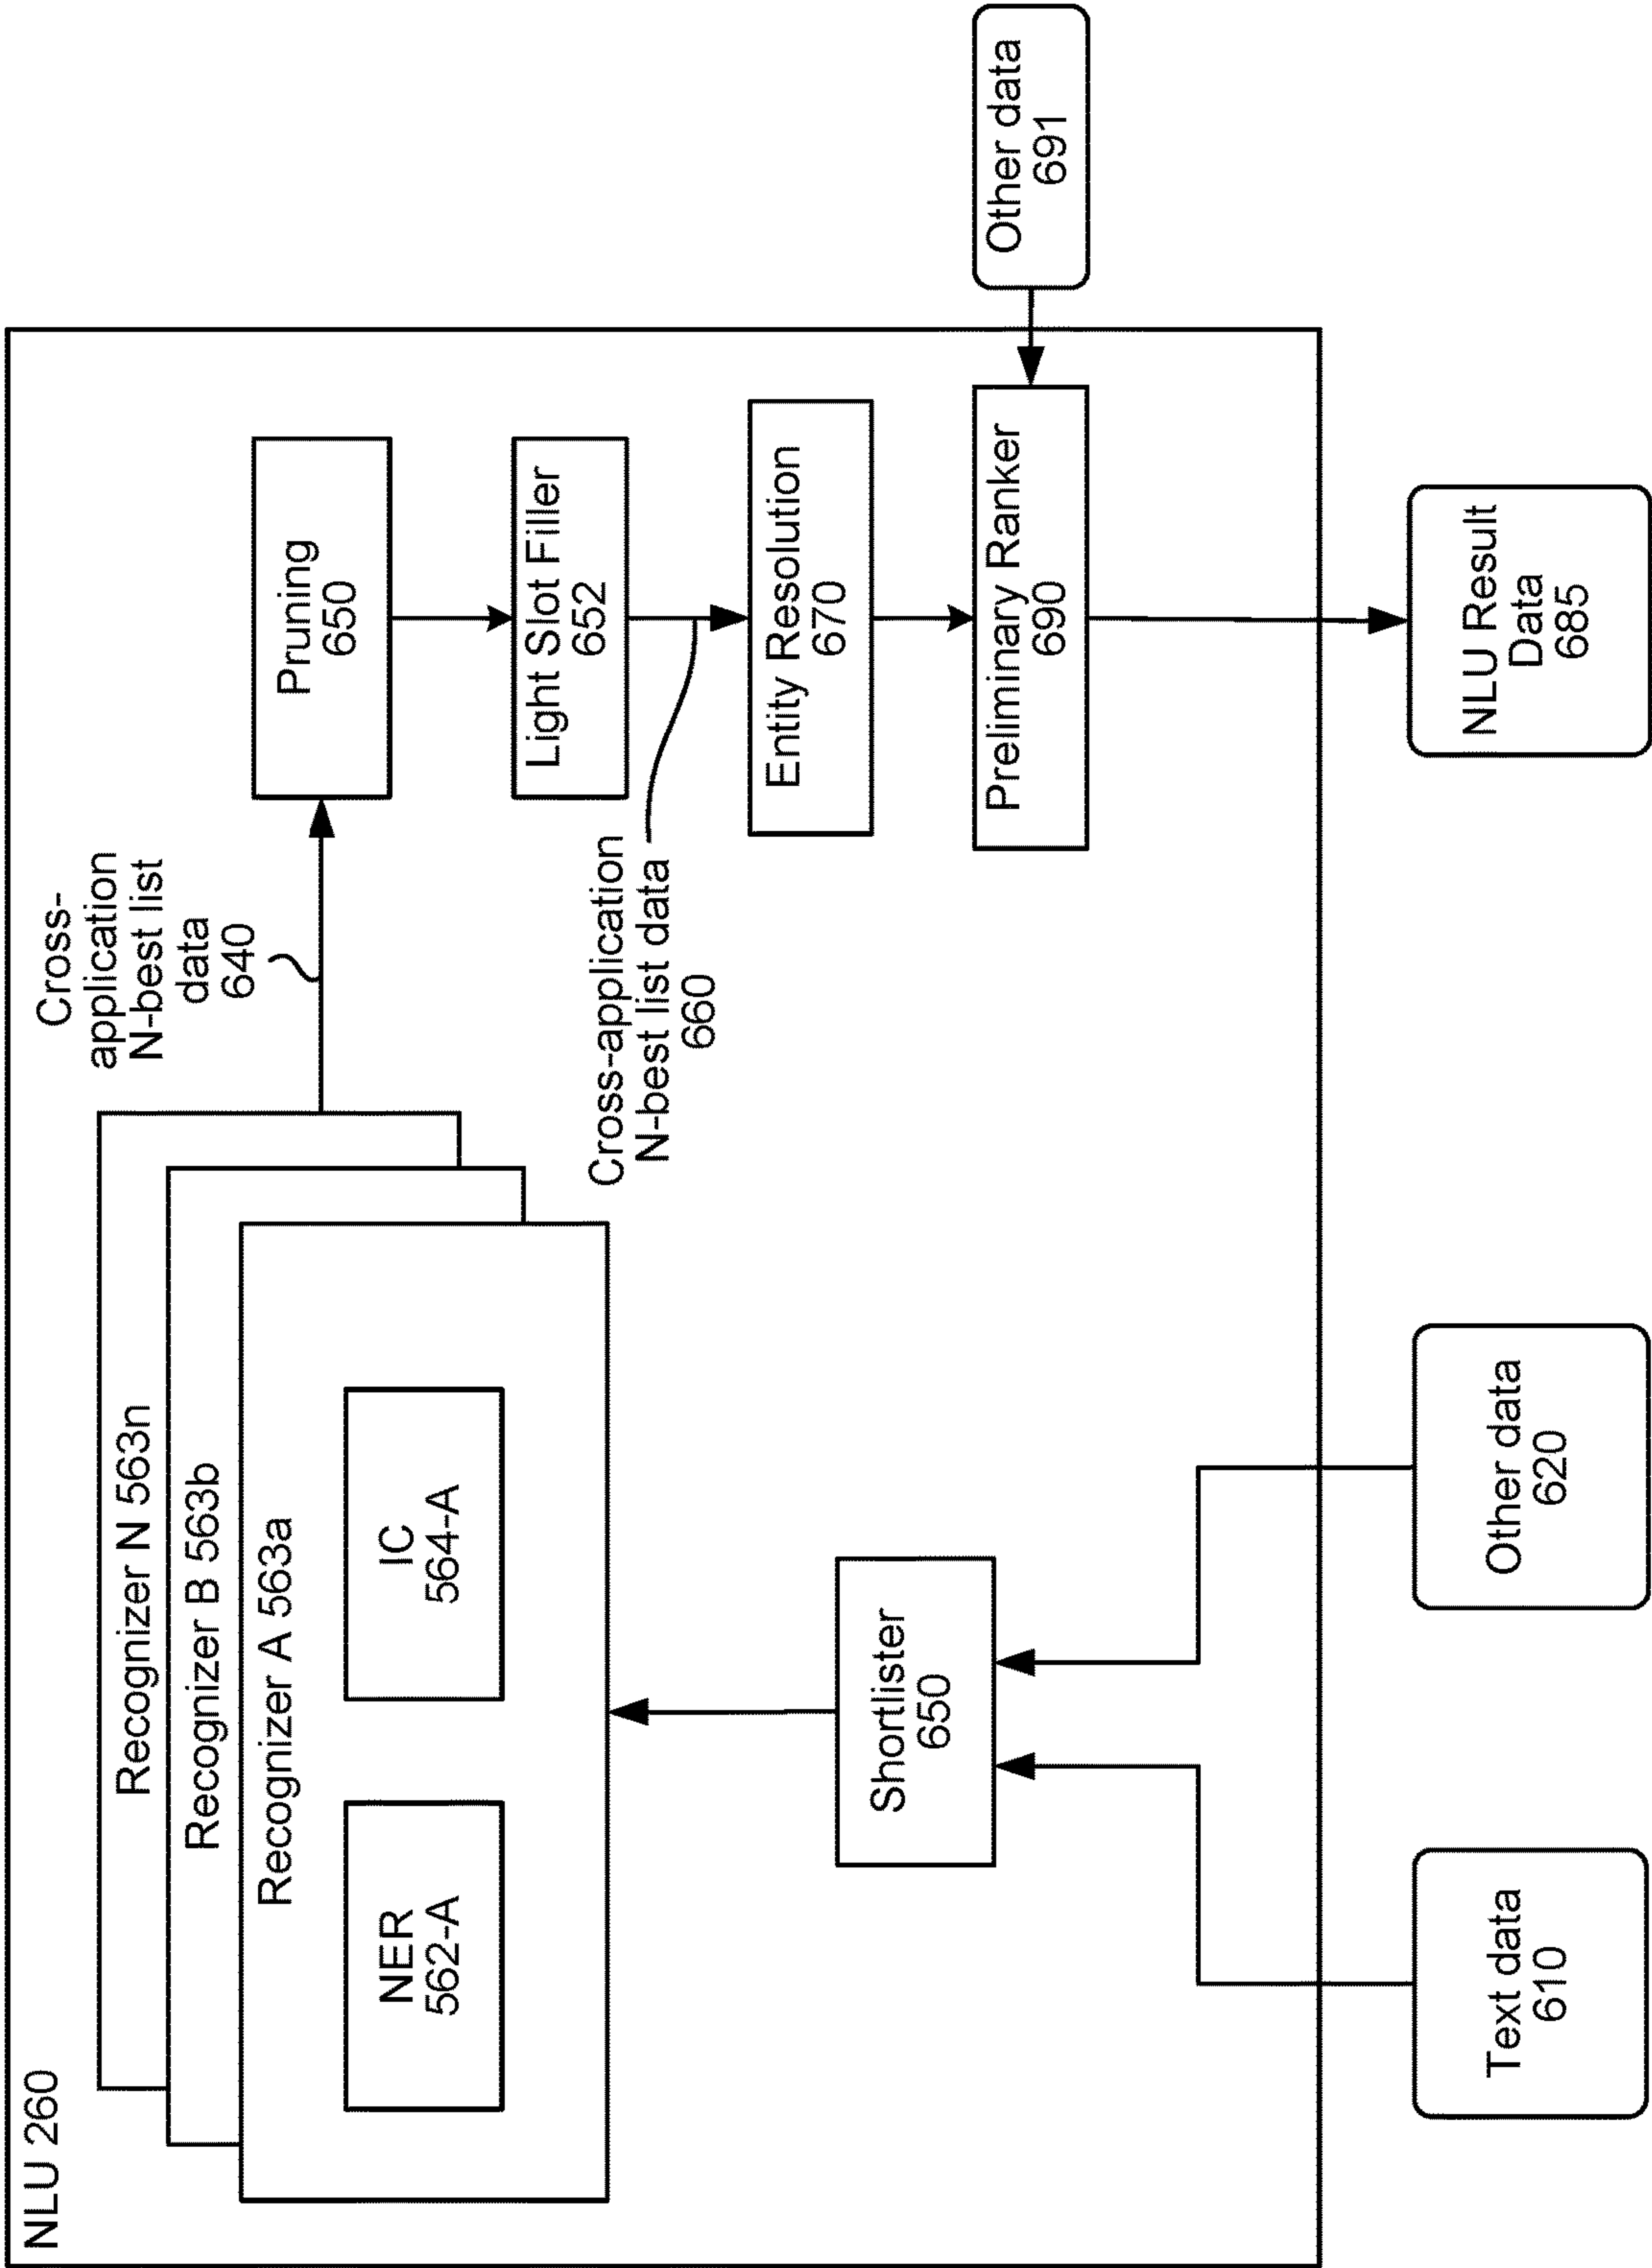 NLU 260
Recognizer N 563n
Recognizer B 563b
Recognizer A 563a
NER
562-A
IC
564-A
Cross-
application
N-best list
data
640
Pruning
650
Light Slot Filler
652
Cross-application
N-best list data
660
Entity Resolution
670
Preliminary Ranker
690
Other data
691
Shortlister
650
Text data
610
Other data
620
NLU Result
Data
685